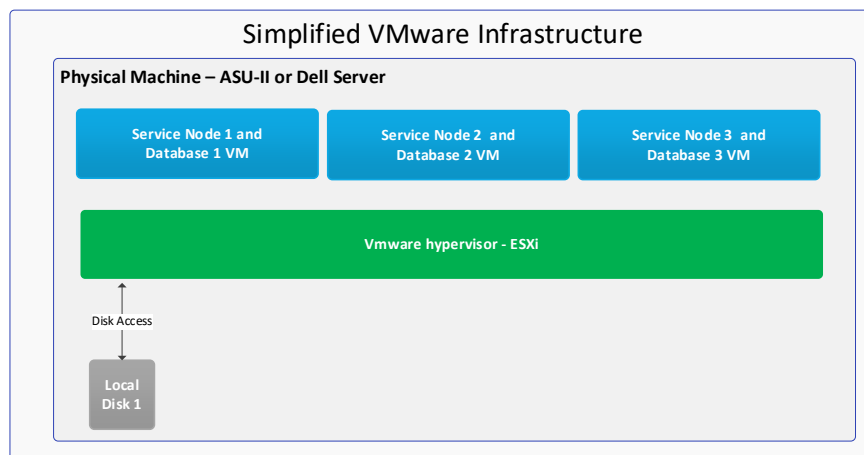 Simplified VMware Infrastructure
Physical Machine – ASU-II or Dell Server
Service Node 1 and
Database 1 VM
Service Node 2 and
Database 2 VM
Service Node 3 and
Database 3 VM
Vmware hypervisor - ESXi
Disk Access
Local
Disk 1